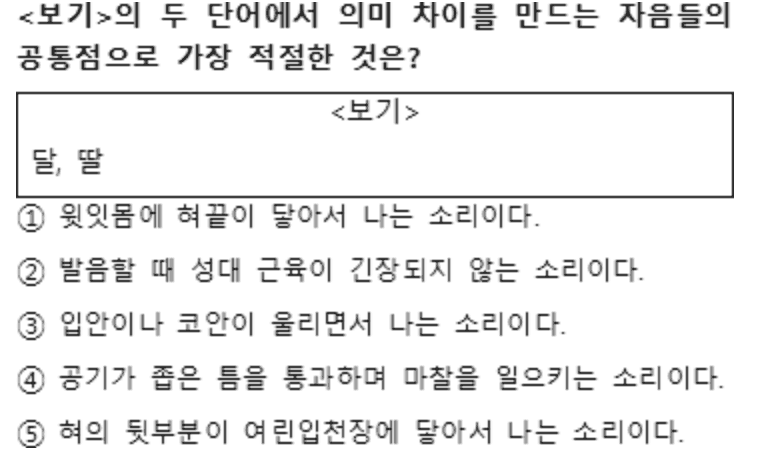 <보기>의 두 단어에서 의미 차이를 만드는 자음들의
공통점으로 가장 적절한 것은?
<보기>
달, 딸
① 윗잇몸에 혀끝이 닿아서 나는 소리이다.
② 발음할 때 성대 근육이 긴장되지 않는 소리이다.
③ 입안이나 코안이 울리면서 나는 소리이다.
④ 공기가 좁은 틈을 통과하며 마찰을 일으키는 소리이다.
⑤ 혀의 뒷부분이 여린입천장에 닿아서 나는 소리이다.